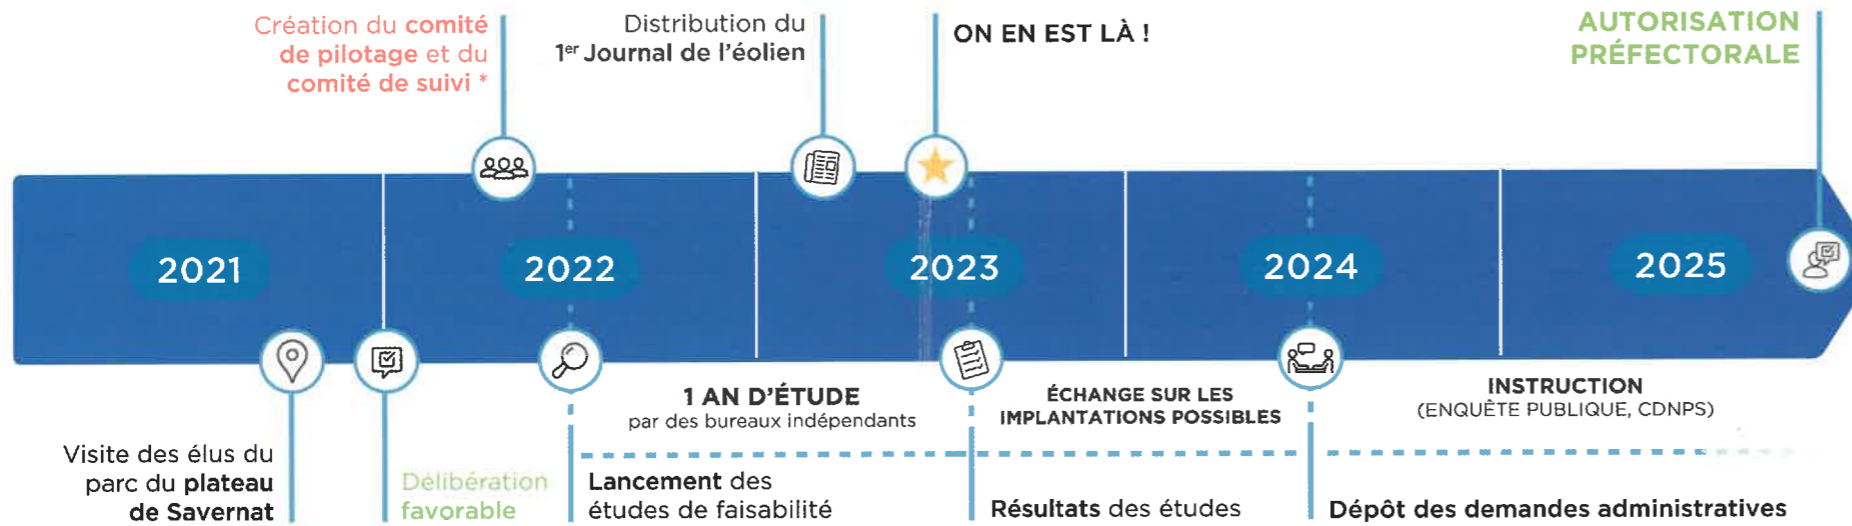 Création du comité
de pilotage et du
comité de suivi *
Distribution du
1er Journal de l'éolien
ON EN EST LÀ !
AUTORISATION
PRÉFECTORALE
2021
2022
2023
2024
2025
1 AN D'ÉTUDE
par des bureaux indépendants
ÉCHANGE SUR LES
IMPLANTATIONS POSSIBLES
INSTRUCTION
(ENQUÊTE PUBLIQUE, CDNPS)
Visite des élus du
parc du plateau
de Savernat
Délibération
favorable
Lancement des
études de faisabilité
Résultats des études
Dépôt des demandes administratives